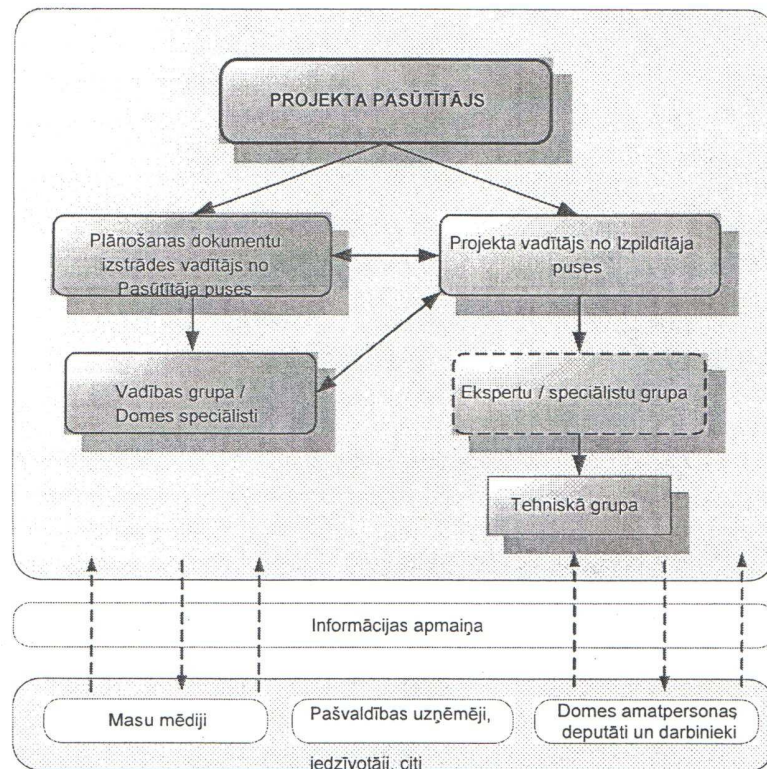 PROJEKTA PASŪTĪTĀJS
Plānošanas dokumentu
izstrādes vadītājs no
Pasūtītāja puses
Projekta vadītājs no Izpildītāja
puses
Vadības grupa /
Domes speciālisti
Ekspertu / speciālistu grupa
Tehniskā grupa
Informācijas apmaiņa
Masu mēdiji
Pašvaldības uzņēmēji,
iedzīvotāji, citi
Domes amatpersonas,
deputāti un darbinieki